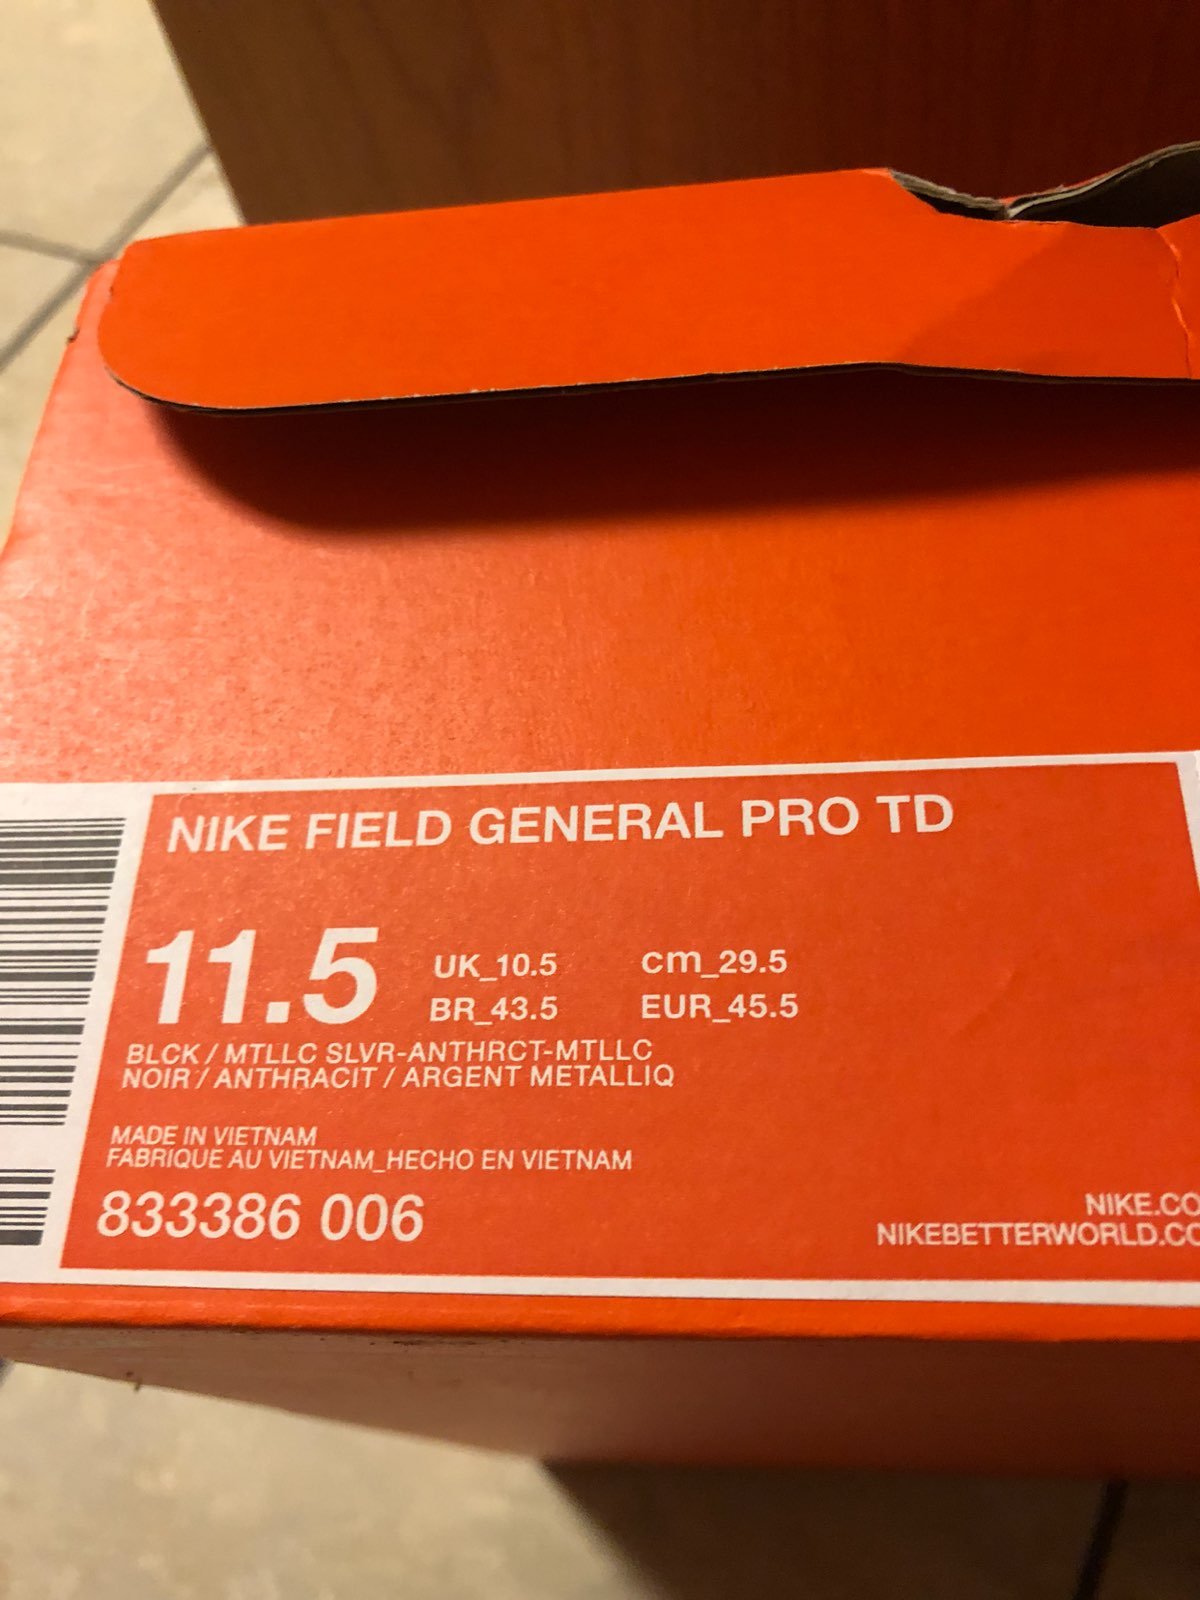 NIKE FIELD GENERAL PRO TD
11.5
UK_10.5 cm_29.5
BR_43.5 EUR_45.5
BLCK / MTLLC SLVR-ANTHRCT-MTLLC
NOIR / ANTHRACIT / ARGENT METALLIQ
MADE IN VIETNAM
FABRIQUE AU VIETNAM_HECHO EN VIETNAM
833386 006
NIKE.CO
NIKEBETTERWORLD.CO